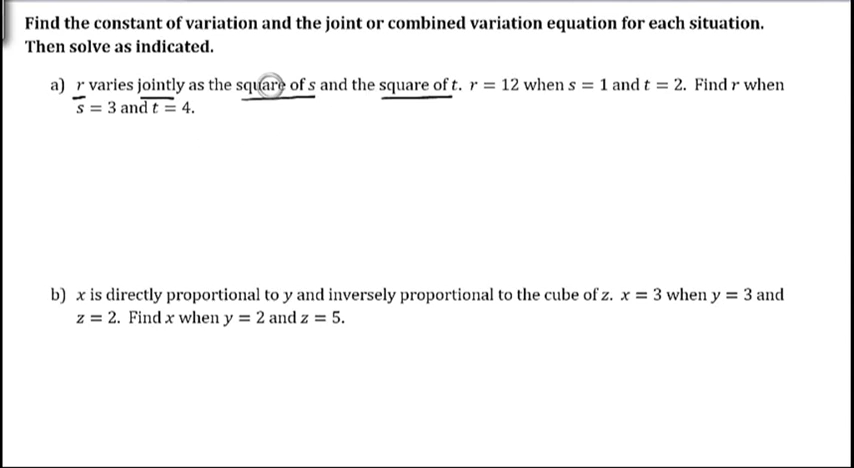 Find the constant of variation and the joint or combined variation equation for each situation.
Then solve as indicated.
a) r varies jointly as the square of s and the square of t. r = 12 when s = 1 and t = 2. Find r when
s = 3 and t = 4.
b) x is directly proportional to y and inversely proportional to the cube of z. x = 3 when y = 3 and
z = 2. Find x when y = 2 and z = 5.